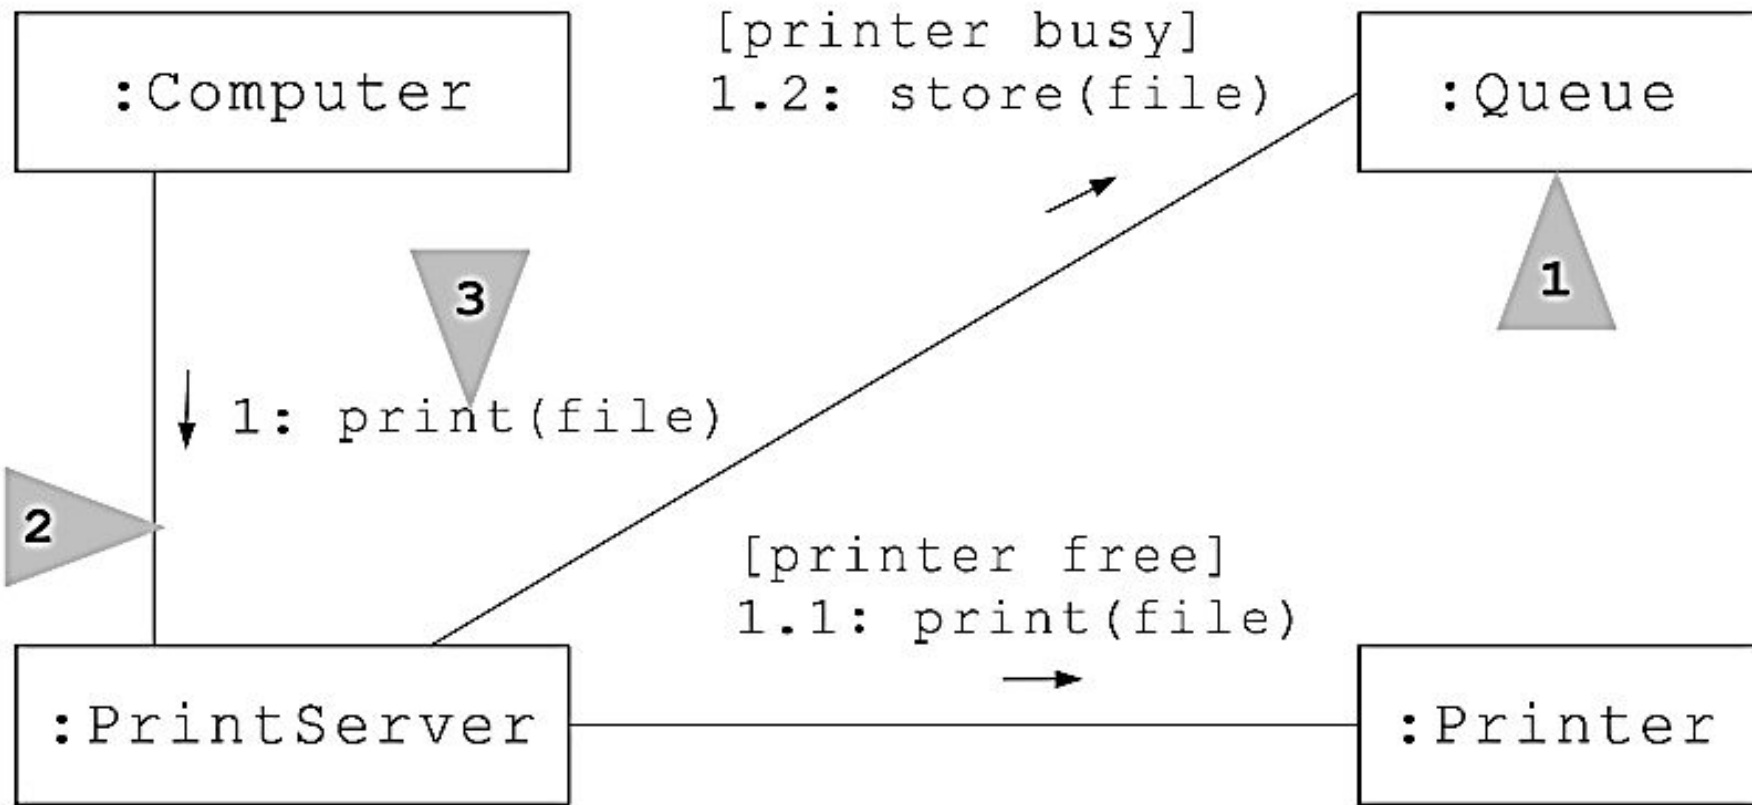 :Computer
[printer busy]
1.2: store(file)
:Queue
3
1
1: print(file)
2
[printer free]
1.1: print(file)
:PrintServer
:Printer